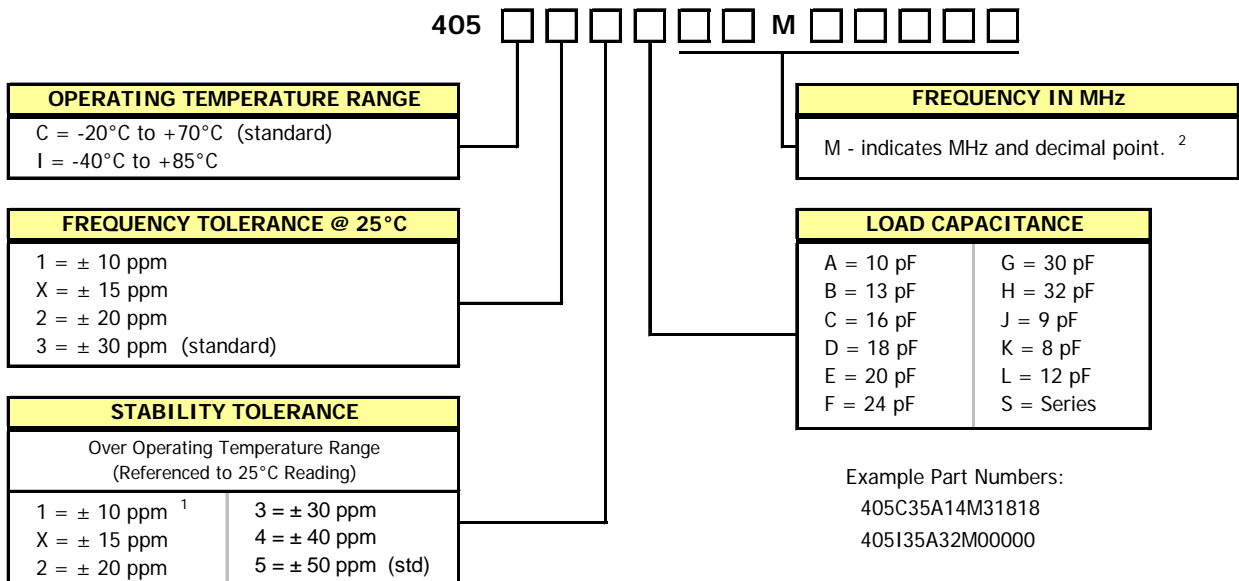 405 □ □ □ □ □ □ M □ □ □ □ □
OPERATING TEMPERATURE RANGE
C = -20°C to +70°C (standard)
I = -40°C to +85°C
FREQUENCY TOLERANCE @ 25°C
1 = ± 10 ppm
X = ± 15 ppm
2 = ± 20 ppm
3 = ± 30 ppm (standard)
STABILITY TOLERANCE
Over Operating Temperature Range
(Referenced to 25°C Reading)
1 = ± 10 ppm 1
X = ± 15 ppm
2 = ± 20 ppm
3 = ± 30 ppm
4 = ± 40 ppm
5 = ± 50 ppm (std)
FREQUENCY IN MHz
M - indicates MHz and decimal point. 2
LOAD CAPACITANCE
A = 10 pF
B = 13 pF
C = 16 pF
D = 18 pF
E = 20 pF
F = 24 pF
G = 30 pF
H = 32 pF
J = 9 pF
K = 8 pF
L = 12 pF
S = Series
Example Part Numbers:
405C35A14M31818
405I35A32M00000